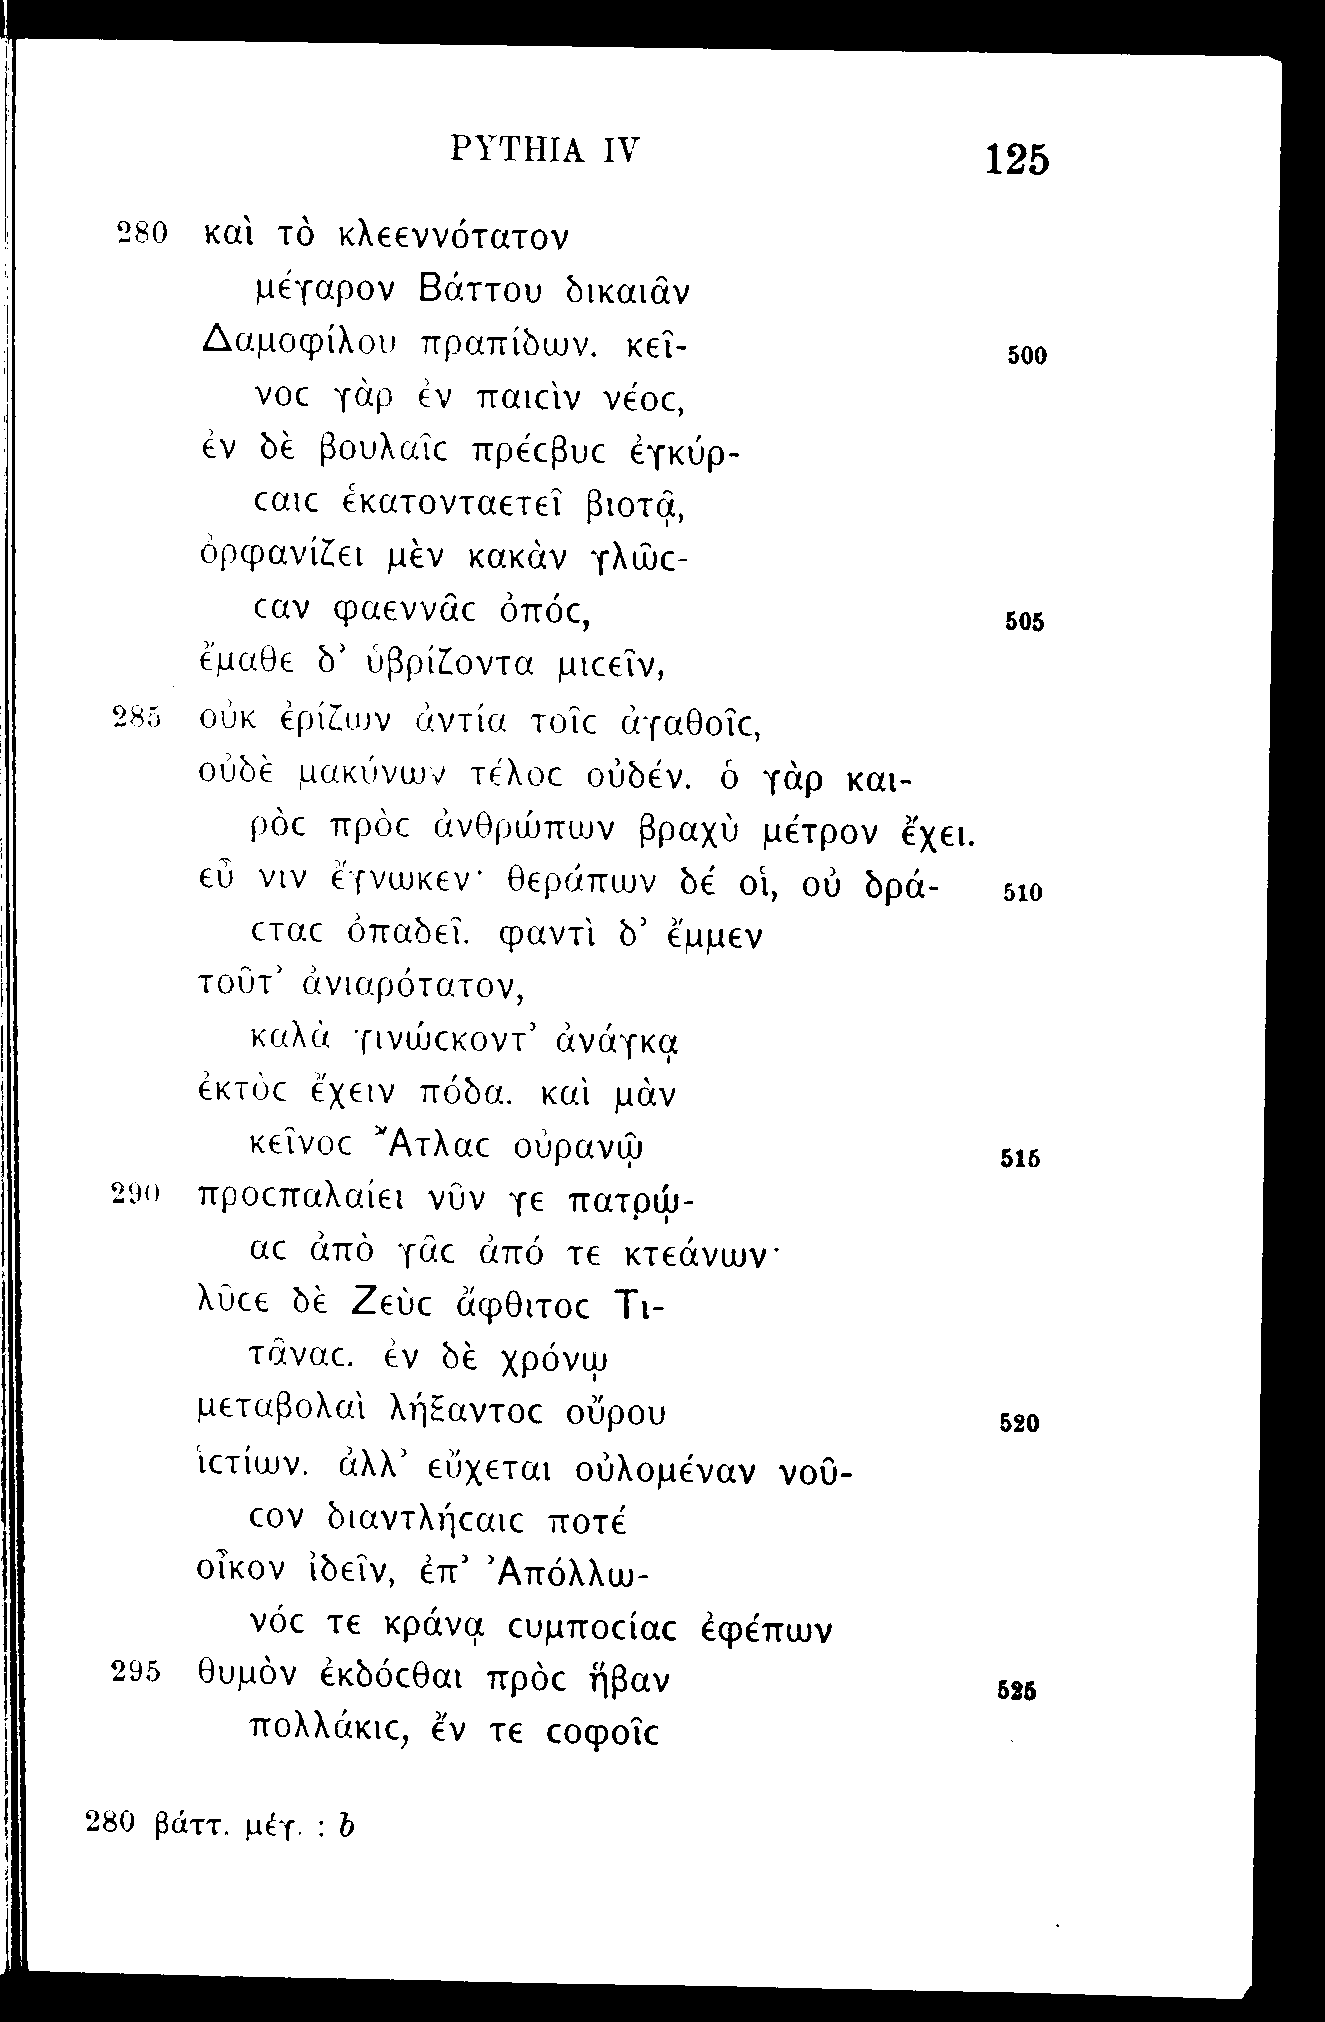 PYTHIA IV 125
280 καὶ τὸ κλεεννότατον
μέγαρον Βάττου δικαιᾶν
Δαμοφίλου πραπίδων. κεῖ- 500
νοϲ γὰρ ἐν παιϲὶν νέοϲ,
ἐν δὲ βουλαῖϲ πρέϲβυϲ ἐγκύρ-
ϲαιϲ ἑκατονταετεῖ βιοτᾷ,
ὀρφανίζει μὲν κακὰν γλῶϲ-
ϲαν φαεννᾶϲ ὀπόϲ, 505
ἔμαθε δ’ ὑβρίζοντα μιϲεῖν,
285 οὐκ ἐρίζων ἀντία τοῖϲ ἀγαθοῖϲ,
οὐδὲ μακύνων τέλοϲ οὐδέν. ὁ γὰρ και-
ρὸϲ πρὸϲ ἀνθρώπων βραχὺ μέτρον ἔχει.
εὖ νιν ἔγνωκεν· θεράπων δέ οἱ, οὐ δρά- 510
ϲταϲ ὀπαδεῖ. φαντὶ δ’ ἔμμεν
τοῦτ’ ἀνιαρότατον,
καλὰ γινώϲκοντ’ ἀνάγκᾳ
ἐκτὸϲ ἔχειν πόδα. καὶ μὰν
κεῖνοϲ Ἄτλαϲ οὐρανῷ 515
290 προϲπαλαίει νῦν γε πατρῴ-
αϲ ἀπὸ γᾶϲ ἀπό τε κτεάνων·
λῦϲε δὲ Ζεὺϲ ἄφθιτοϲ Τι-
τᾶναϲ. ἐν δὲ χρόνῳ
μεταβολαὶ λήξαντοϲ οὔρου 520
ἱϲτίων. ἀλλ’ εὔχεται οὐλομέναν νοῦ-
ϲον διαντλήϲαιϲ ποτέ
οἶκον ἰδεῖν, ἐπ’ Ἀπόλλω-
νόϲ τε κράνᾳ ϲυμποϲίαϲ ἐφέπων
295 θυμὸν ἐκδόϲθαι πρὸϲ ἥβαν 525
πολλάκιϲ, ἔν τε ϲοφοῖϲ
280 βάττ. μέγ. : b